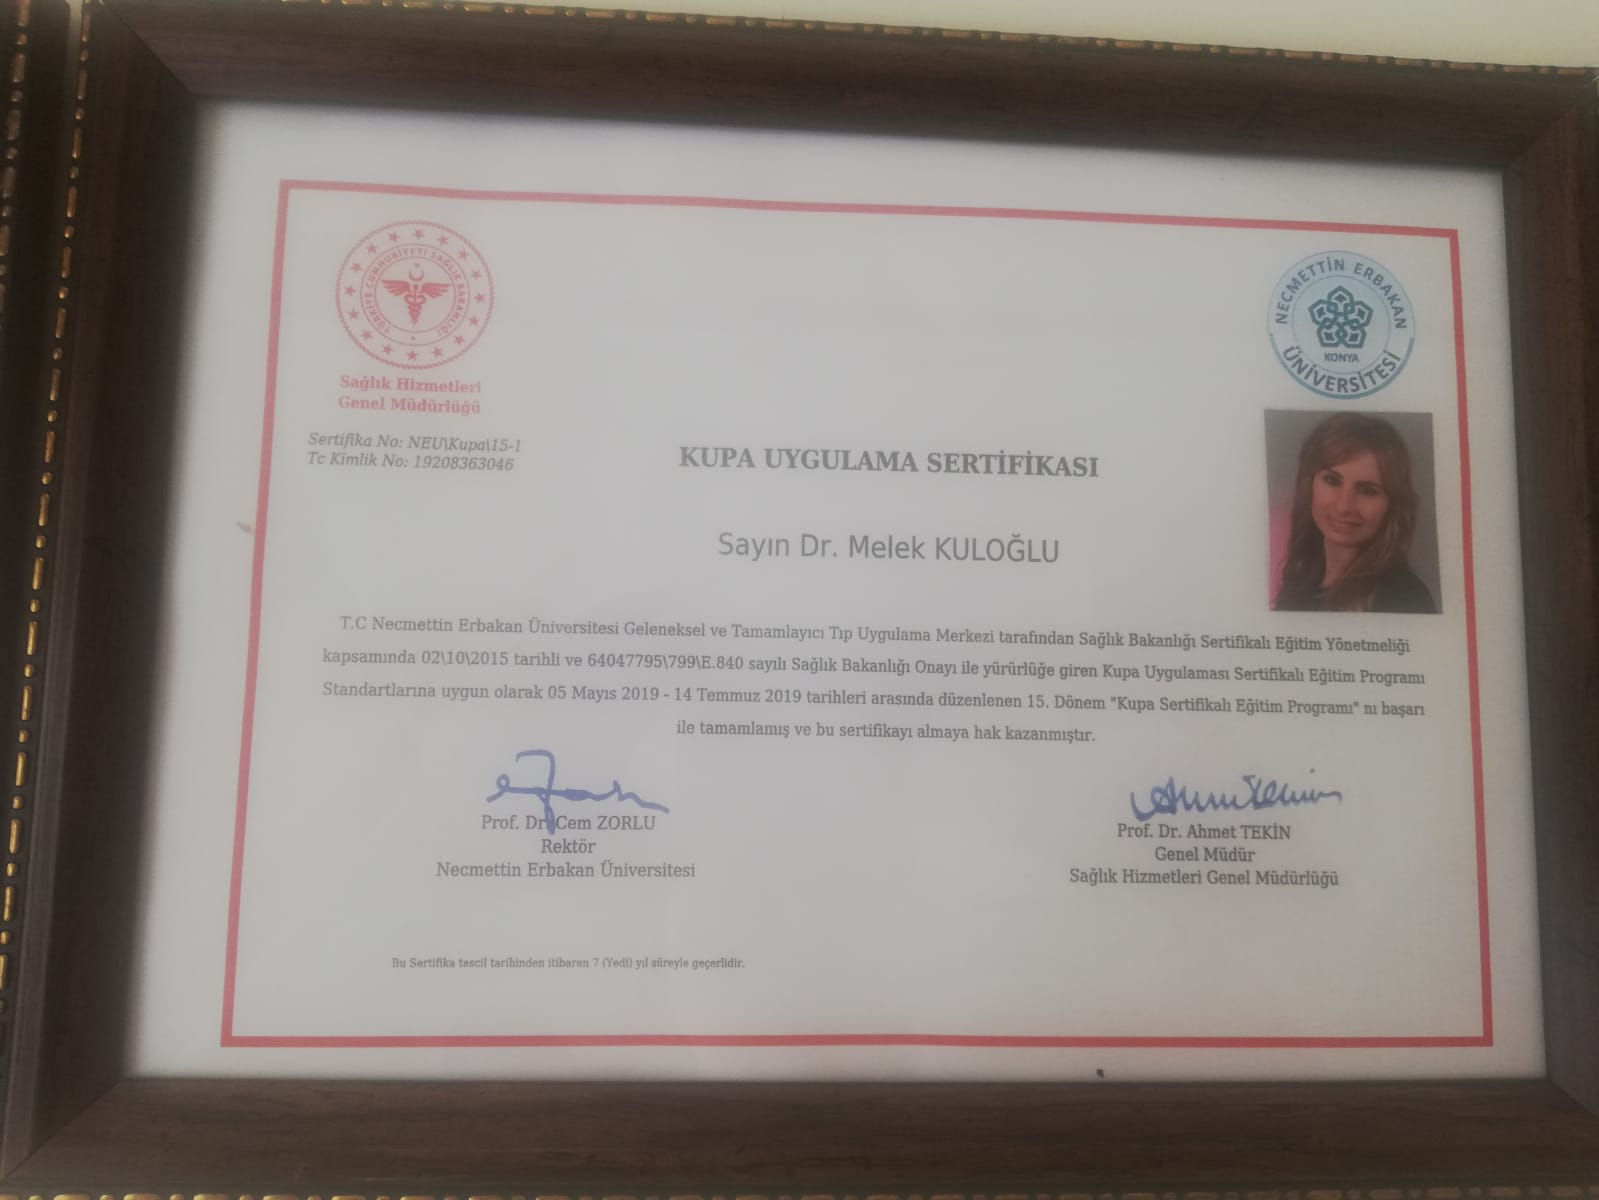 TÜRKİYE CUMHURİYETİ SAĞLIK BAKANLIĞI
Sağlık Hizmetleri
Genel Müdürlüğü
NECMETTİN ERBAKAN
KONYA
ÜNİVERSİTESİ
Sertifika No: NEU\Kupa\15-1
Tc Kimlik No: 19208363046
KUPA UYGULAMA SERTİFİKASI
Sayın Dr. Melek KULOĞLU
T.C Necmettin Erbakan Üniversitesi Geleneksel ve Tamamlayıcı Tıp Uygulama Merkezi tarafından Sağlık Bakanlığı Sertifikalı Eğitim Yönetmeliği
kapsamında 02\10\2015 tarihli ve 64047795\799\E.840 sayılı Sağlık Bakanlığı Onayı ile yürürlüğe giren Kupa Uygulaması Sertifikalı Eğitim Programı
Standartlarına uygun olarak 05 Mayıs 2019 - 14 Temmuz 2019 tarihleri arasında düzenlenen 15. Dönem "Kupa Sertifikalı Eğitim Programı" nı başarı
ile tamamlamış ve bu sertifikayı almaya hak kazanmıştır.
Prof. Dr. Cem ZORLU
Rektör
Necmettin Erbakan Üniversitesi
Prof. Dr. Ahmet TEKİN
Genel Müdür
Sağlık Hizmetleri Genel Müdürlüğü
Bu Sertifika tescil tarihinden itibaren 7 (Yedi) yıl süreyle geçerlidir.